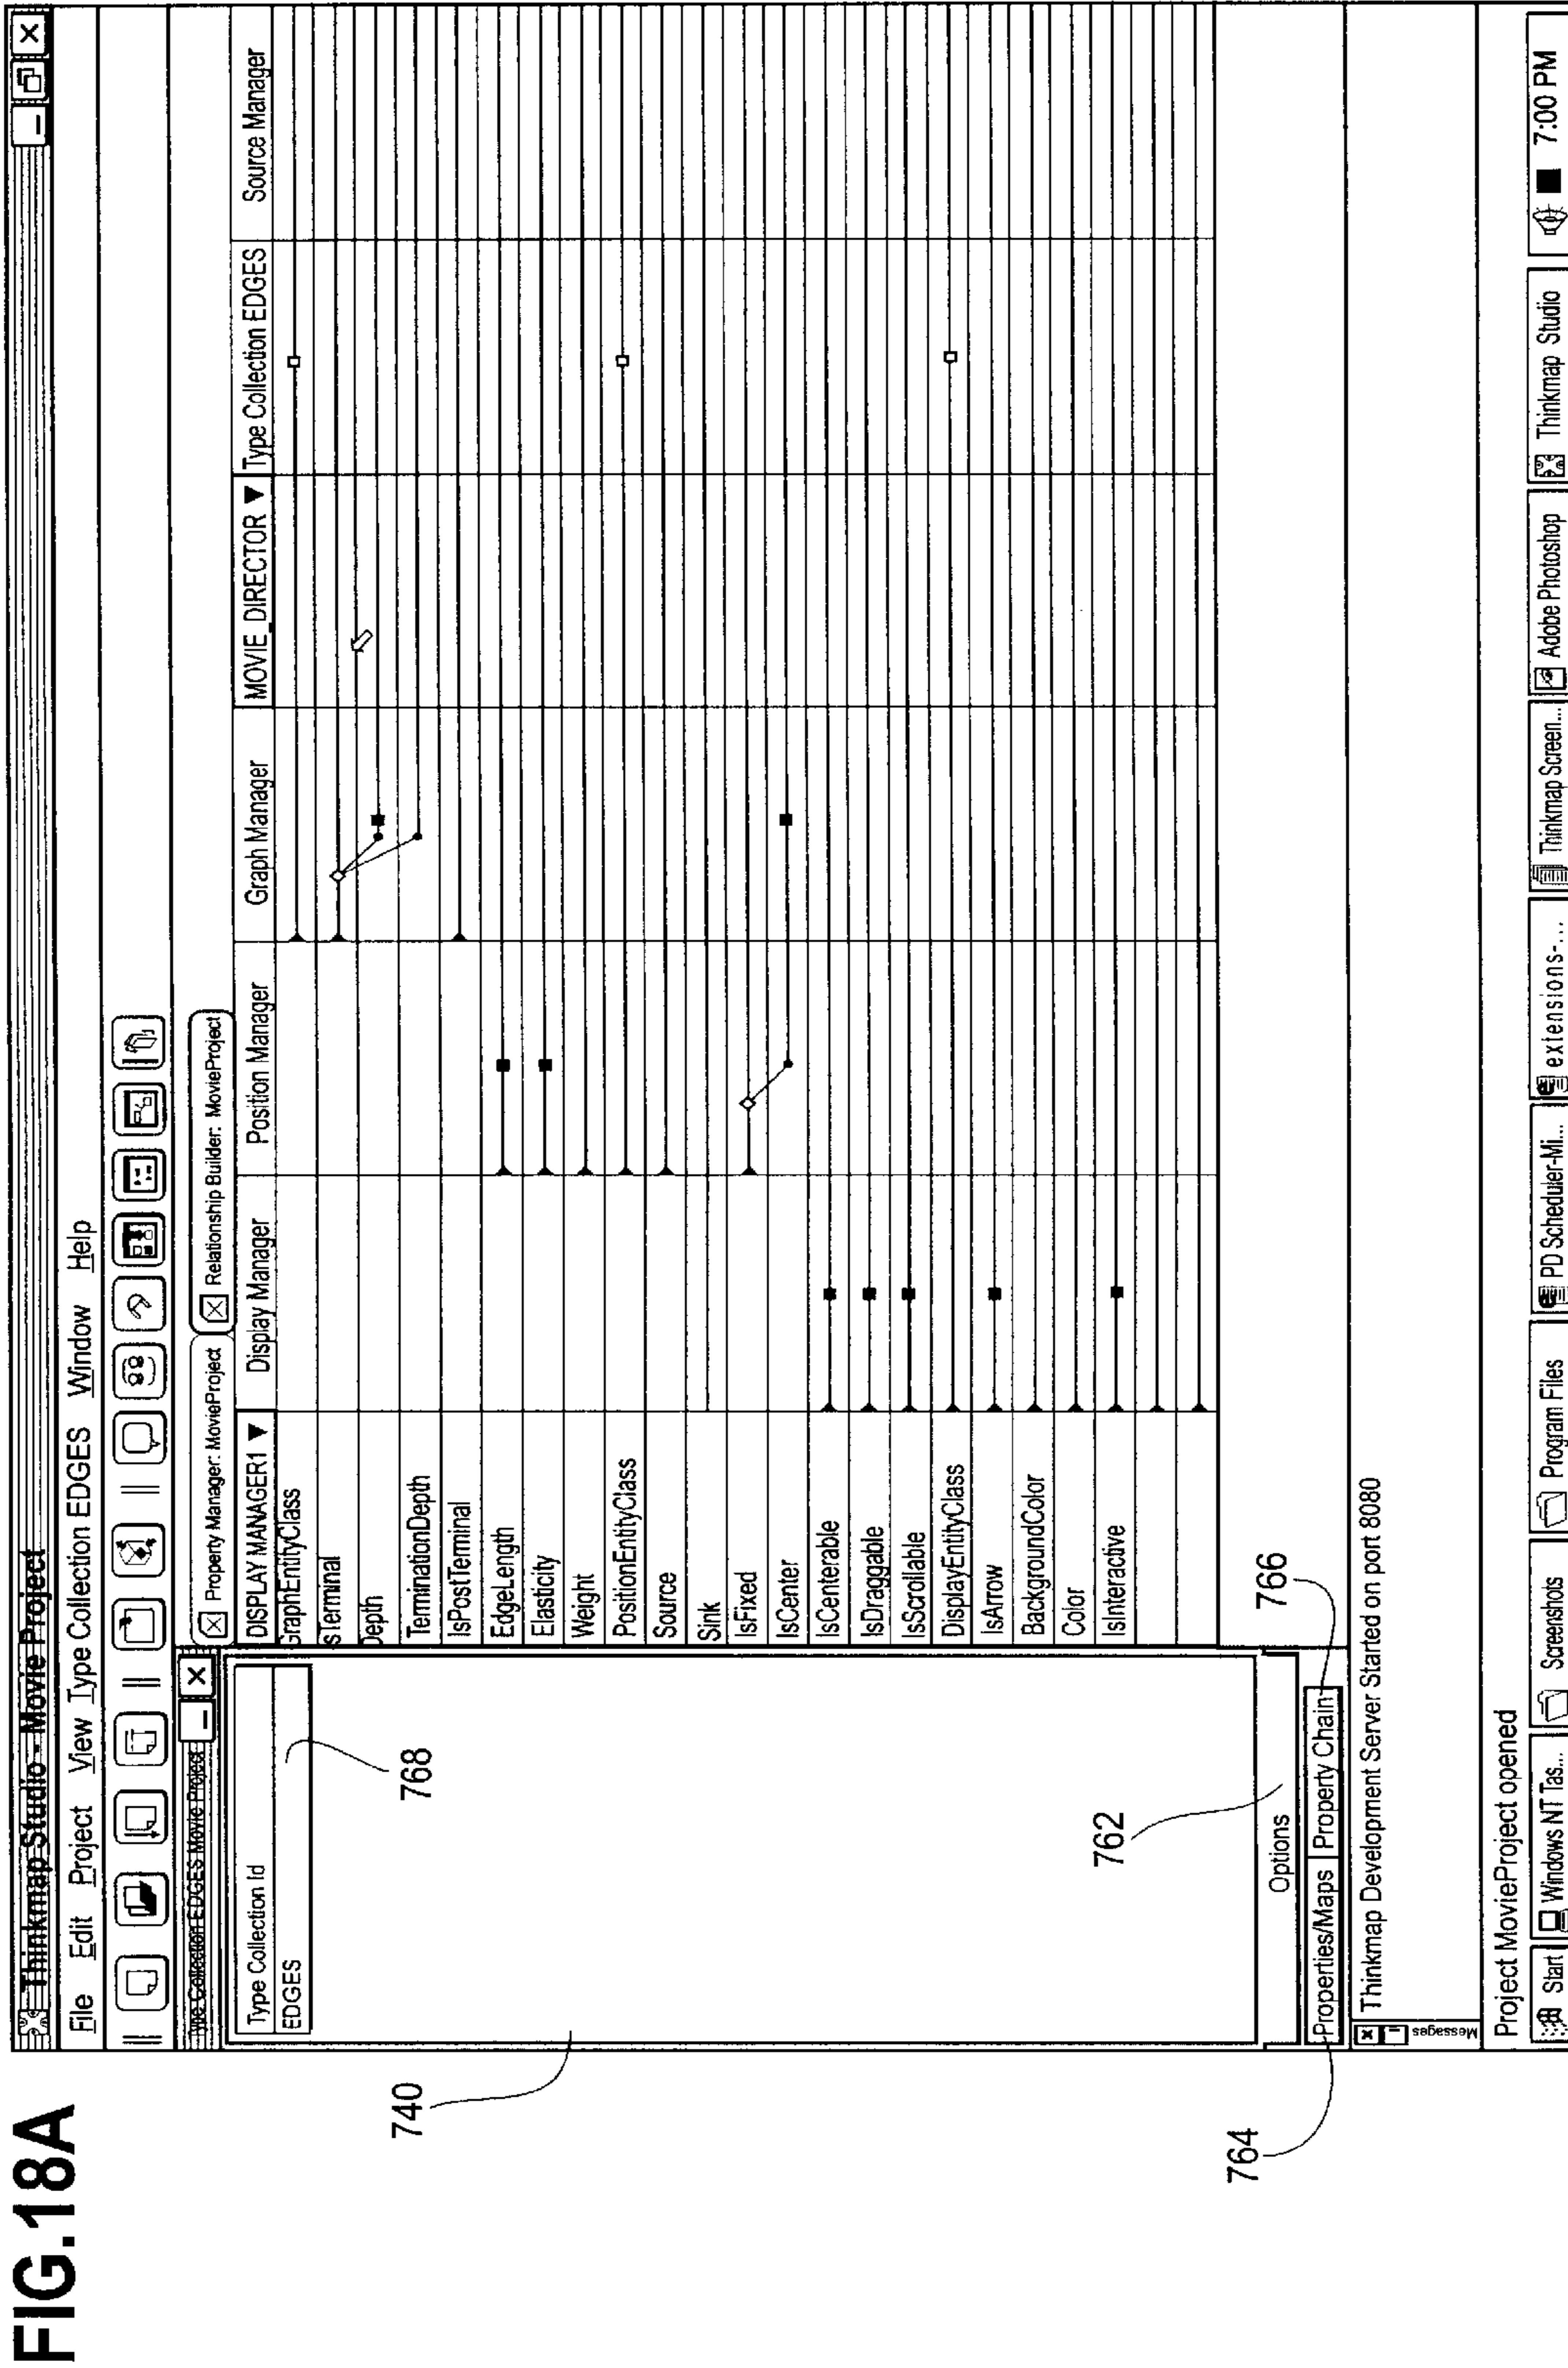 FIG.18A
Thinkmap Studio - Movie Project
File Edit Project View Type Collection EDGES Window Help
Type Collection EDGES Movie Project
Property Manager: MovieProject
Relationship Builder: MovieProject
Type Collection Id
EDGES
768
740
762
764
766
Options
Properties/Maps
Property Chain
DISPLAY MANAGER1 ▼
Display Manager
Position Manager
Graph Manager
MOVIE_DIRECTOR ▼
Type Collection EDGES
Source Manager
GraphEntityClass
IsTerminal
Depth
TerminationDepth
IsPostTerminal
EdgeLength
Elasticity
Weight
PositionEntityClass
Source
Sink
IsFixed
IsCenter
IsCenterable
IsDraggable
IsScrollable
DisplayEntityClass
IsArrow
BackgroundColor
Color
IsInteractive
Messages
Thinkmap Development Server Started on port 8080
Project MovieProject opened
Start
Windows NT Tas...
Screenshots
Program Files
PD Scheduler-Mi...
extensions-...
Thinkmap Screen...
Adobe Photoshop
Thinkmap Studio
7:00 PM